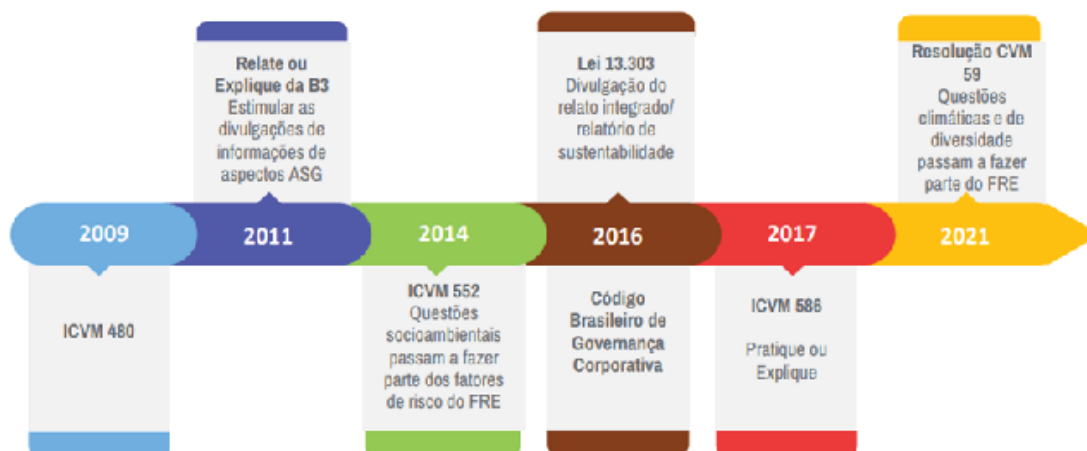 Relate ou
Explique da B3
Estimular as
divulgações de
informações de
aspectos ASG
Lei 13.303
Divulgação do
relato integrado/
relatório de
sustentabilidade
Resolução CVM
59
Questões
climáticas e de
diversidade
passam a fazer
parte do FRE
2009
2011
2014
2016
2017
2021
ICVM 480
ICVM 552
Questões
socioambientais
passam a fazer
parte dos fatores
de risco do FRE
Código
Brasileiro de
Governança
Corporativa
ICVM 586
Pratique ou
Explique